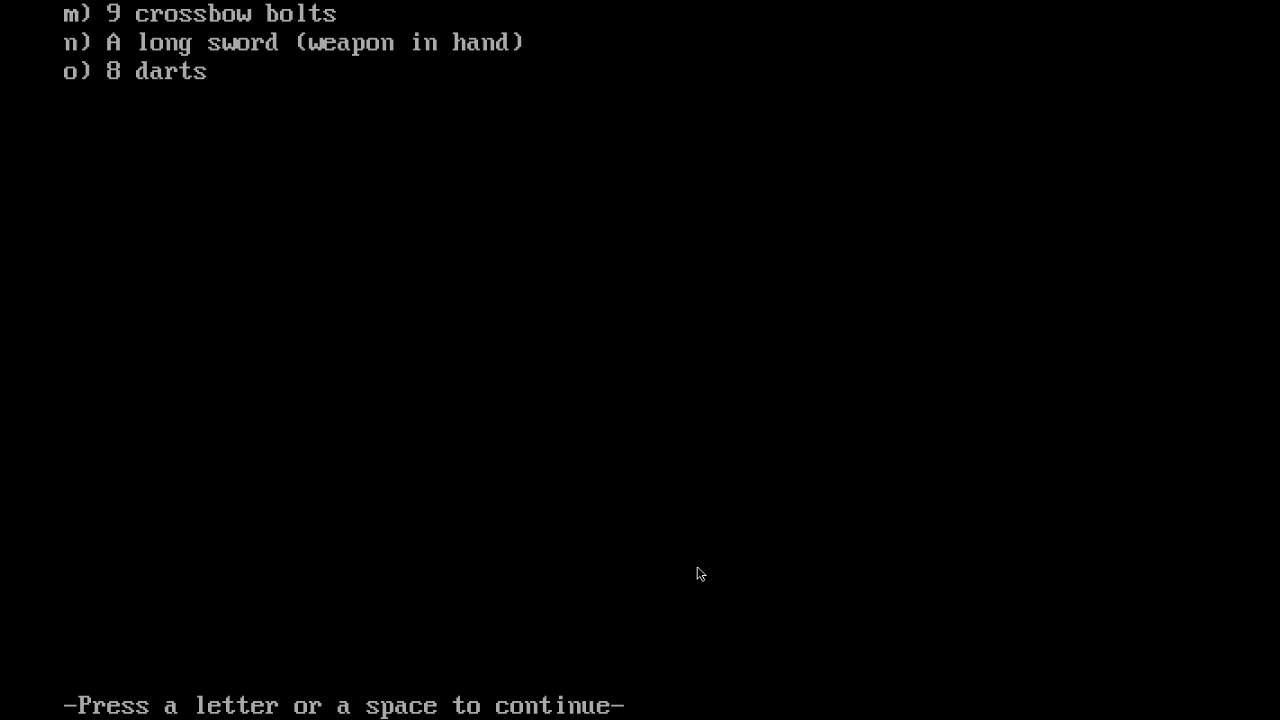 m) 9 crossbow bolts
n) A long sword (weapon in hand)
o) 8 darts
-Press a letter or a space to continue-